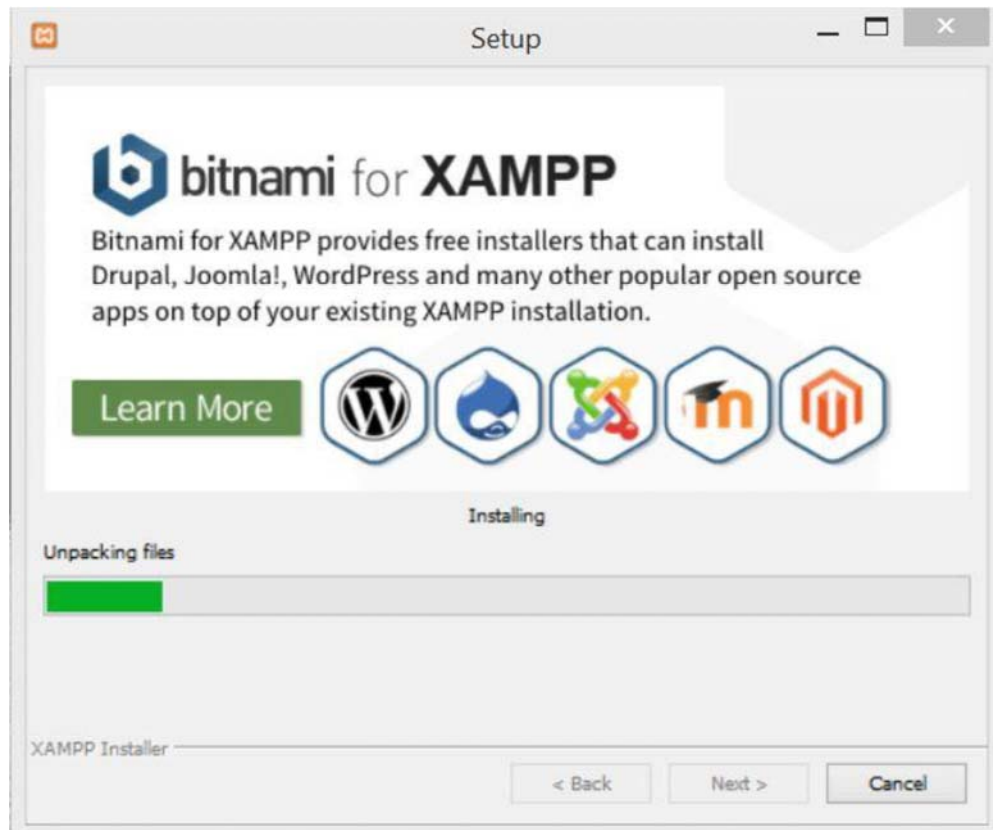 Setup
bitnami for XAMPP
Bitnami for XAMPP provides free installers that can install
Drupal, Joomla!, WordPress and many other popular open source
apps on top of your existing XAMPP installation.
Learn More
Installing
Unpacking files
XAMPP Installer
< Back Next > Cancel